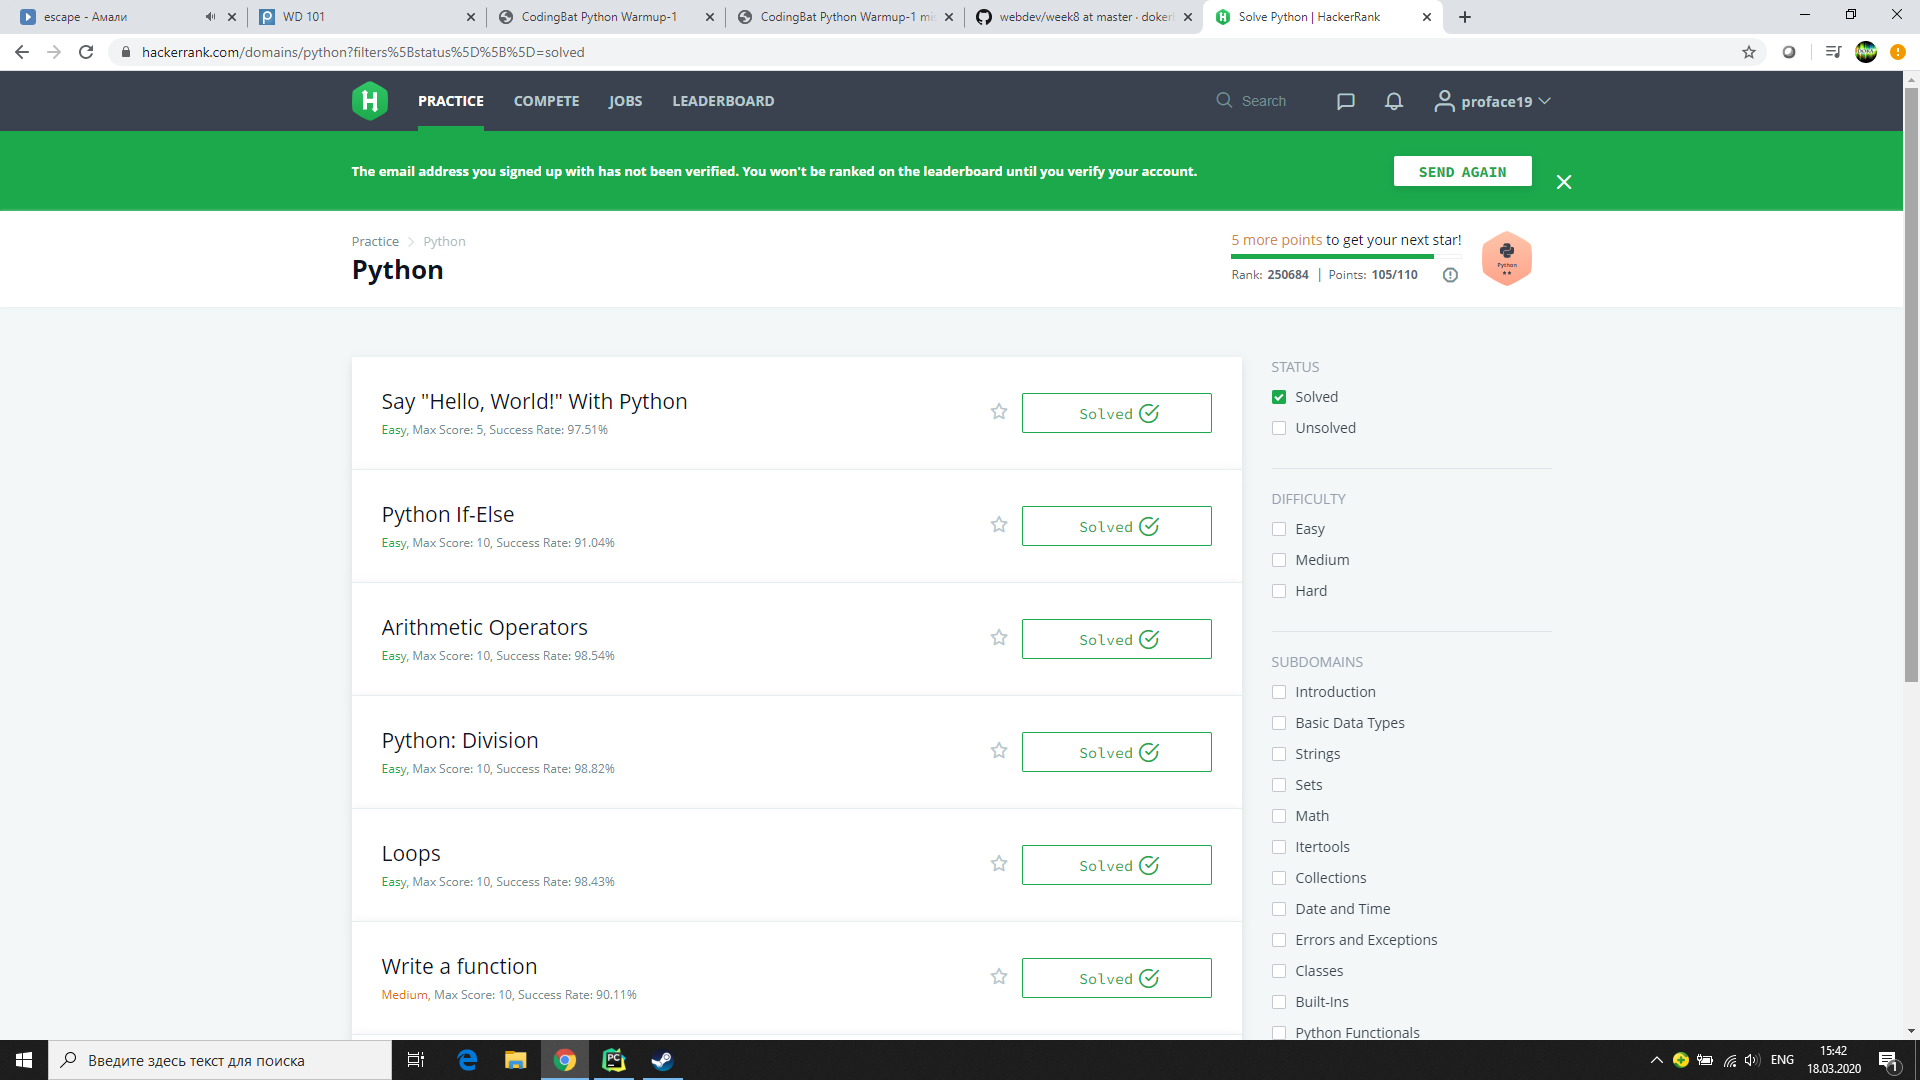 escape - Амали
WD 101
CodingBat Python Warmup-1
CodingBat Python Warmup-1 mi
webdev/week8 at master · doker
Solve Python | HackerRank
hackerrank.com/domains/python?filters%5Bstatus%5D%5B%5D=solved
PRACTICE
COMPETE
JOBS
LEADERBOARD
Search
proface19
The email address you signed up with has not been verified. You won't be ranked on the leaderboard until you verify your account.
SEND AGAIN
Practice
Python
Python
5 more points to get your next star!
Rank: 250684 | Points: 105/110
Python
Say "Hello, World!" With Python
Easy, Max Score: 5, Success Rate: 97.51%
Solved
Python If-Else
Easy, Max Score: 10, Success Rate: 91.04%
Solved
Arithmetic Operators
Easy, Max Score: 10, Success Rate: 98.54%
Solved
Python: Division
Easy, Max Score: 10, Success Rate: 98.82%
Solved
Loops
Easy, Max Score: 10, Success Rate: 98.43%
Solved
Write a function
Medium, Max Score: 10, Success Rate: 90.11%
Solved
STATUS
Solved
Unsolved
DIFFICULTY
Easy
Medium
Hard
SUBDOMAINS
Introduction
Basic Data Types
Strings
Sets
Math
Itertools
Collections
Date and Time
Errors and Exceptions
Classes
Built-Ins
Python Functionals
Введите здесь текст для поиска
PC
ENG
15:42
18.03.2020
1